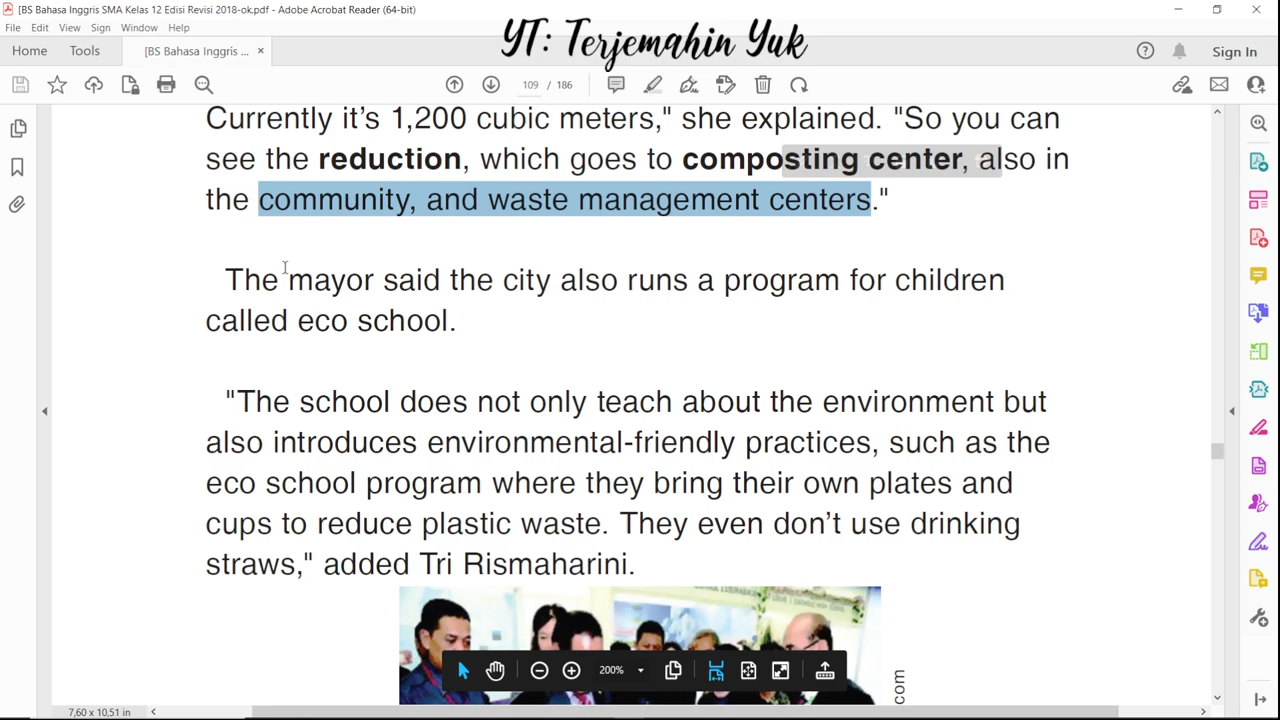 [BS Bahasa Inggris SMA Kelas 12 Edisi Revisi 2018-ok.pdf - Adobe Acrobat Reader (64-bit)
YT: Terjemahin Yuk
File Edit View Sign Window Help
Home Tools [BS Bahasa Inggris ... × Sign In
109 / 186
Currently it's 1,200 cubic meters," she explained. "So you can
see the reduction, which goes to composting center, also in
the community, and waste management centers."
The mayor said the city also runs a program for children
called eco school.
"The school does not only teach about the environment but
also introduces environmental-friendly practices, such as the
eco school program where they bring their own plates and
cups to reduce plastic waste. They even don't use drinking
straws," added Tri Rismaharini.
200%
com
7,60 x 10,51 in